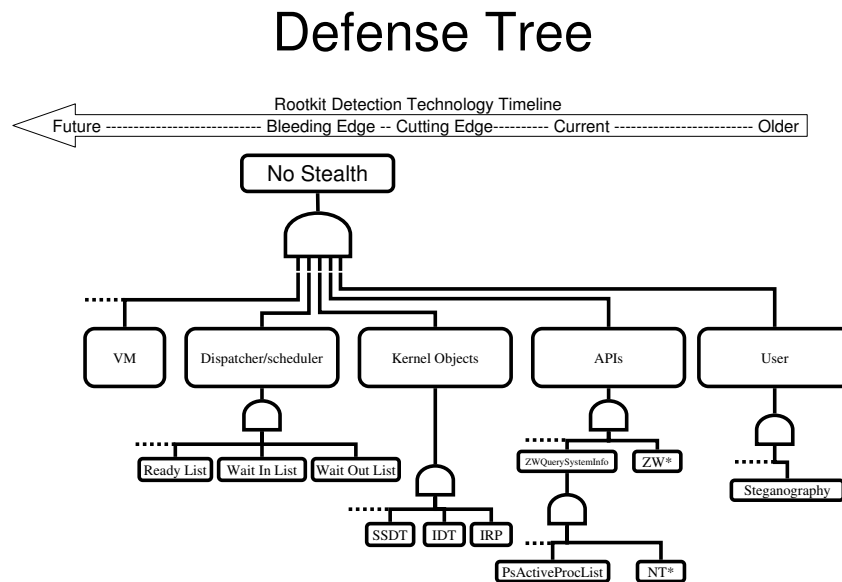 Defense Tree
Rootkit Detection Technology Timeline
Future ---------------------------- Bleeding Edge -- Cutting Edge---------- Current ------------------------- Older
No Stealth
VM
Dispatcher/scheduler
Kernel Objects
APIs
User
Ready List
Wait In List
Wait Out List
ZWQuerySystemInfo
ZW*
Steganography
SSDT
IDT
IRP
PsActiveProcList
NT*